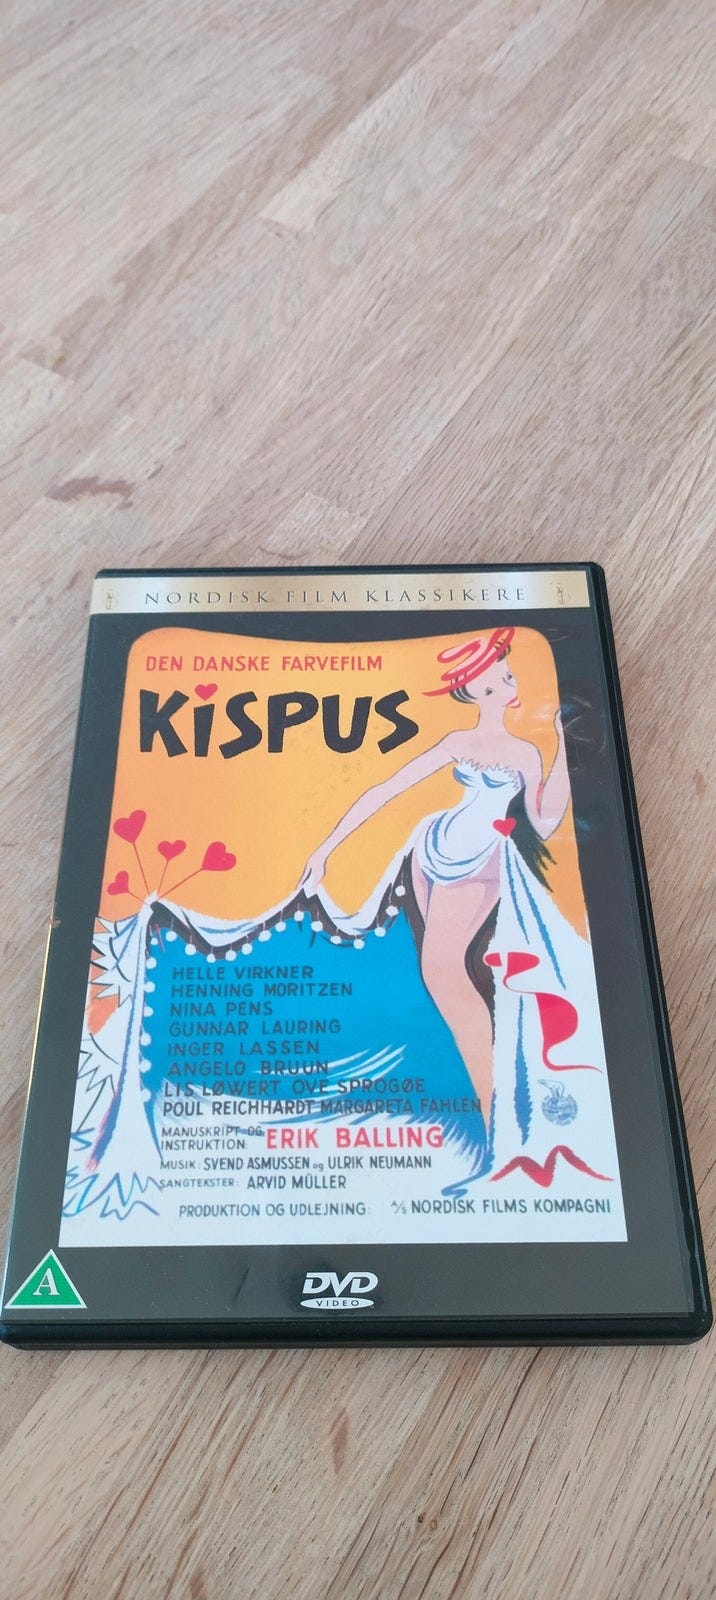 NORDISK FILM KLASSIKERE
DEN DANSKE FARVEFILM
KiSPUS
HELLE VIRKNER
HENNING MORITZEN
NINA PENS
GUNNAR LAURING
INGER LASSEN
ANGELO BRUUN
LIS LØWERT OVE SPROGØE
POUL REICHHARDT MARGARETA FAHLÉN
MANUSKRIPT OG
INSTRUKTION: ERIK BALLING
MUSIK: SVEND ASMUSSEN og ULRIK NEUMANN
SANGTEKSTER: ARVID MÜLLER
PRODUKTION OG UDLEJNING: A/S NORDISK FILMS KOMPAGNI
A
DVD
VIDEO